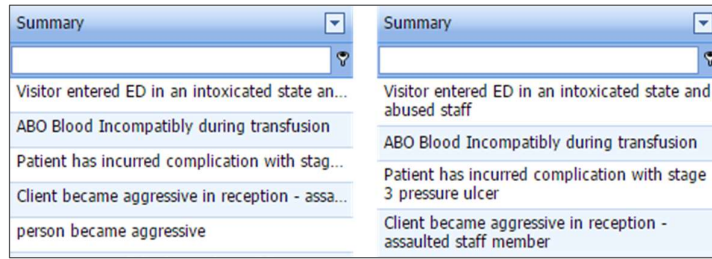 Summary
Visitor entered ED in an intoxicated state an...
ABO Blood Incompatibly during transfusion
Patient has incurred complication with stag...
Client became aggressive in reception - assa...
person became aggressive
Summary
Visitor entered ED in an intoxicated state and
abused staff
ABO Blood Incompatibly during transfusion
Patient has incurred complication with stage
3 pressure ulcer
Client became aggressive in reception -
assaulted staff member